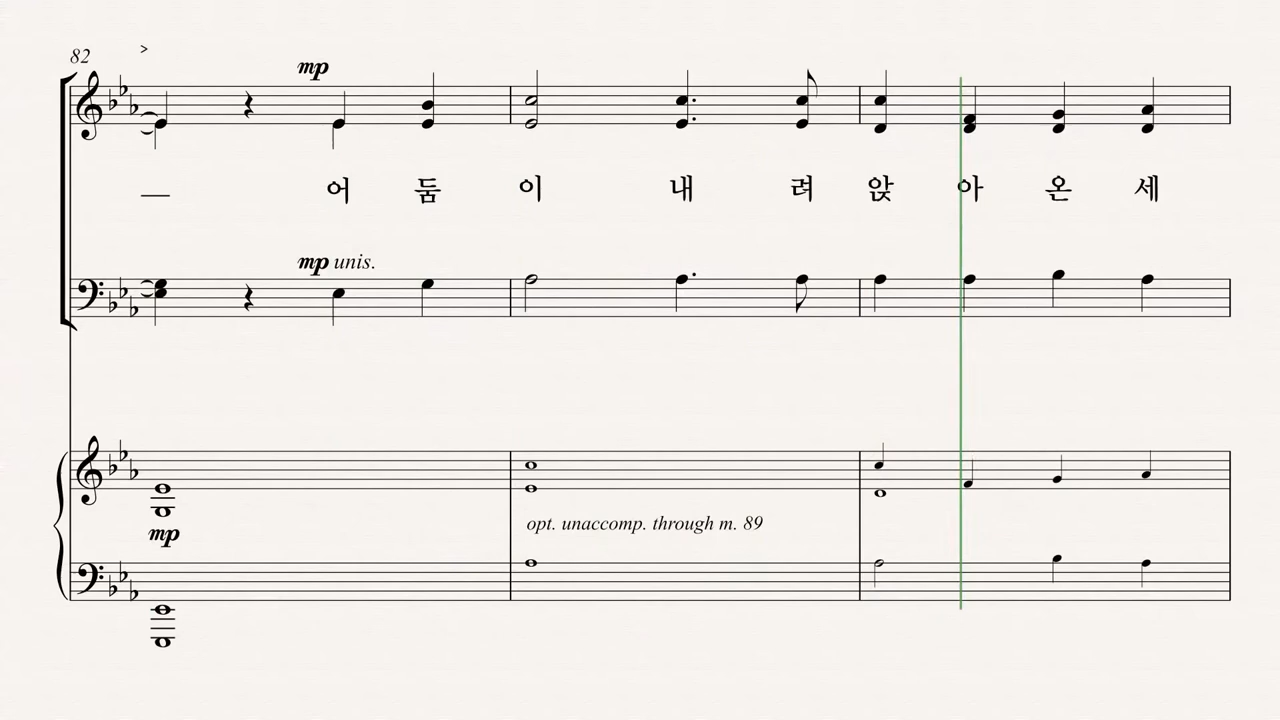 82
mp
어 둠 이 내 려 앉 아 온 세
mp unis.
mp
opt. unaccomp. through m. 89